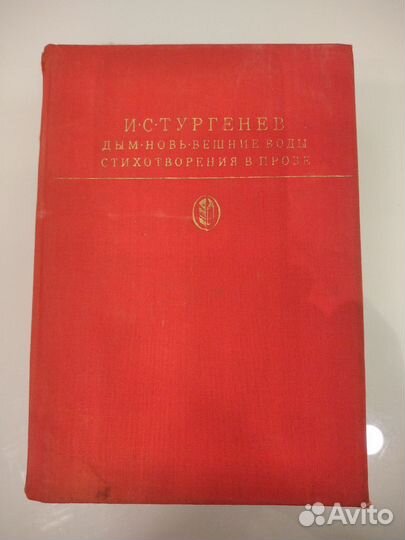 И·С·ТУРГЕНЕВ
ДЫМ·НОВЬ·ВЕШНИЕ ВОДЫ
СТИХОТВОРЕНИЯ В ПРОЗЕ
Avito